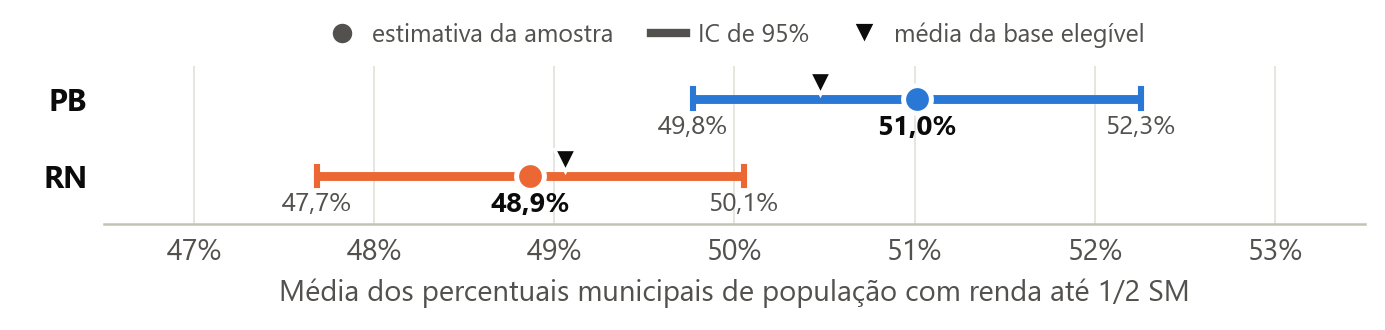 estimativa da amostra IC de 95% média da base elegível
PB
49,8% 51,0% 52,3%
RN
47,7% 48,9% 50,1%
47% 48% 49% 50% 51% 52% 53%
Média dos percentuais municipais de população com renda até 1/2 SM